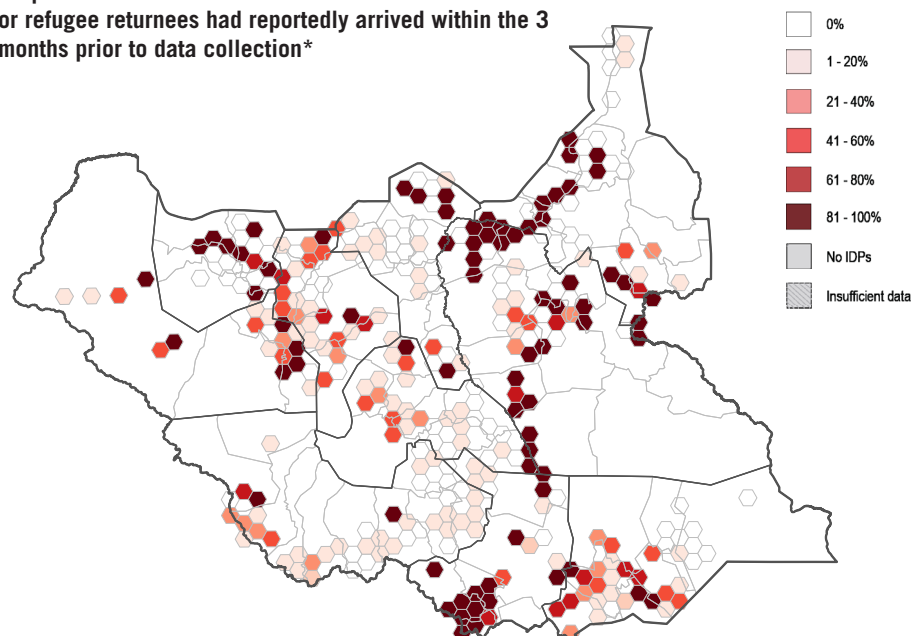 or refugee returnees had reportedly arrived within the 3
months prior to data collection*
0%
1 - 20%
21 - 40%
41 - 60%
61 - 80%
81 - 100%
No IDPs
Insufficient data